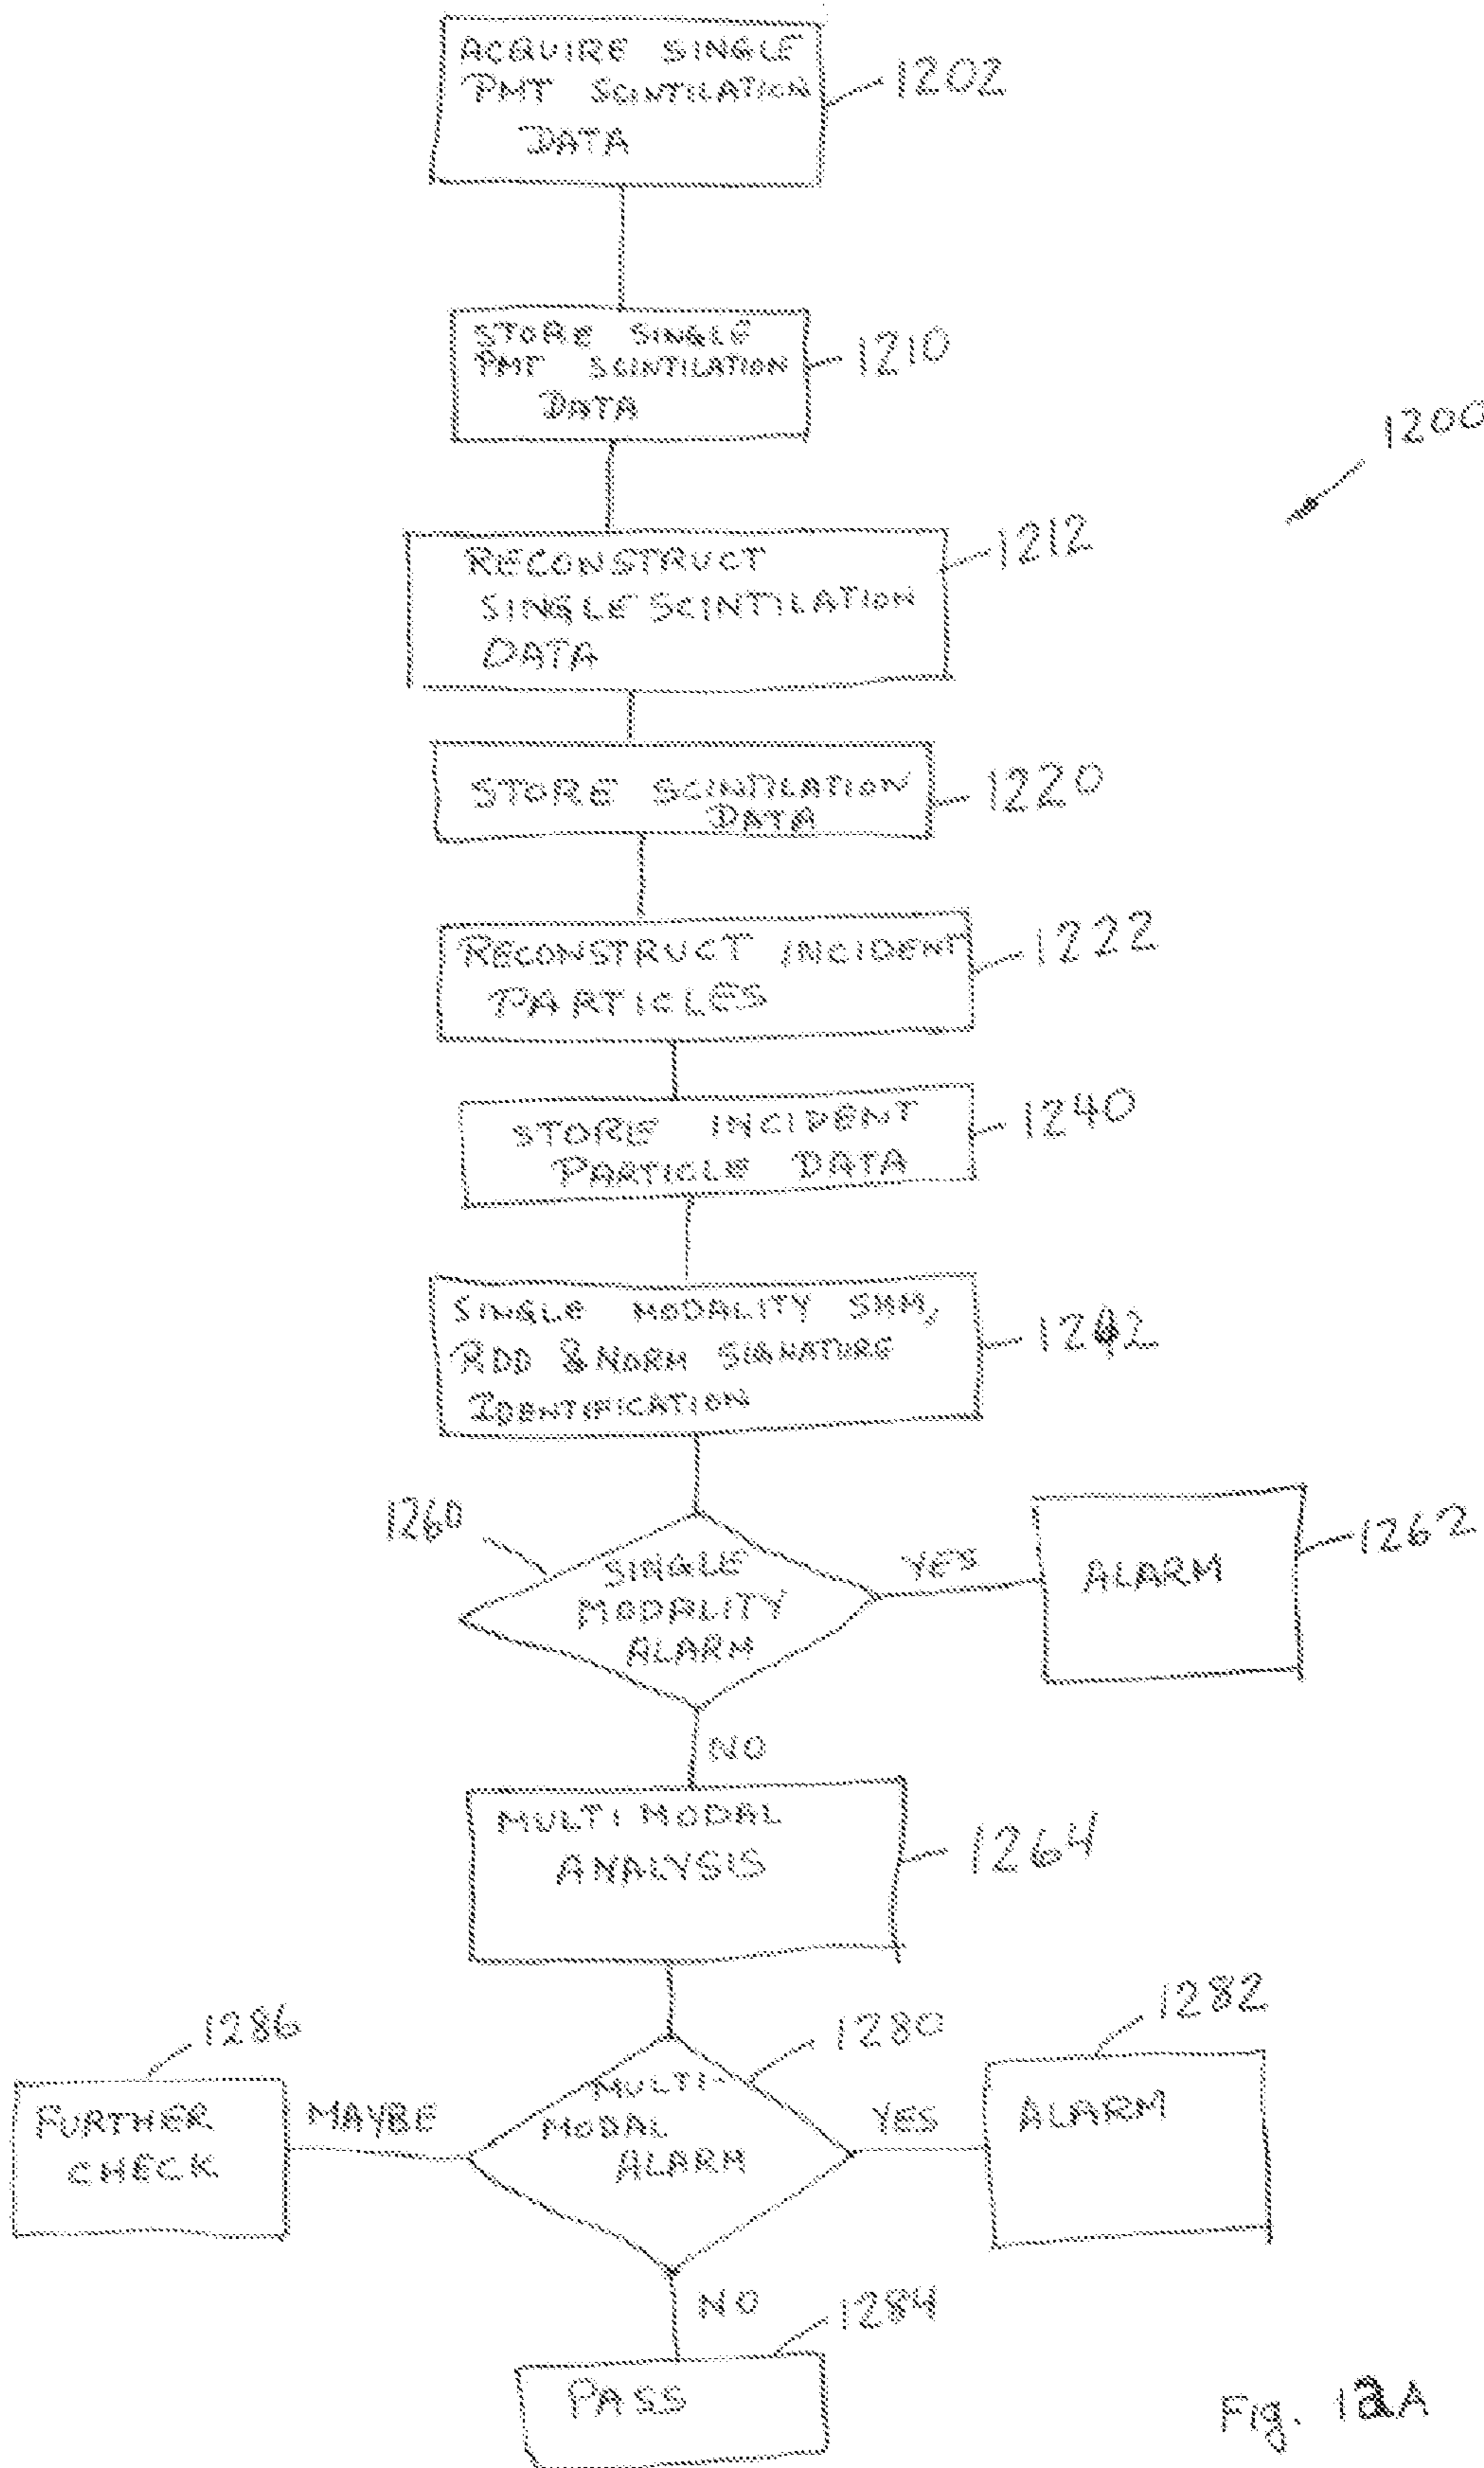 ACQUIRE SINGLE
PMT SCINTILATION
DATA
1202
STORE SINGLE
PMT SCINTILATION
DATA
1210
1200
RECONSTRUCT
SINGLE SCINTILATION
DATA
1212
STORE SCINTILATION
DATA
1220
RECONSTRUCT INCIDENT
PARTICLES
1222
STORE INCIDENT
PARTICLE DATA
1240
SINGLE MODALITY SNM,
RDD & NORM SIGNATURE
IDENTIFICATION
1242
1260
SINGLE
MODALITY
ALARM
YES
ALARM
1262
NO
MULTI MODAL
ANALYSIS
1264
1286
FURTHER
CHECK
MAYBE
MULTI-
MODAL
ALARM
1280
YES
1282
ALARM
NO
1284
PASS
Fig. 12A